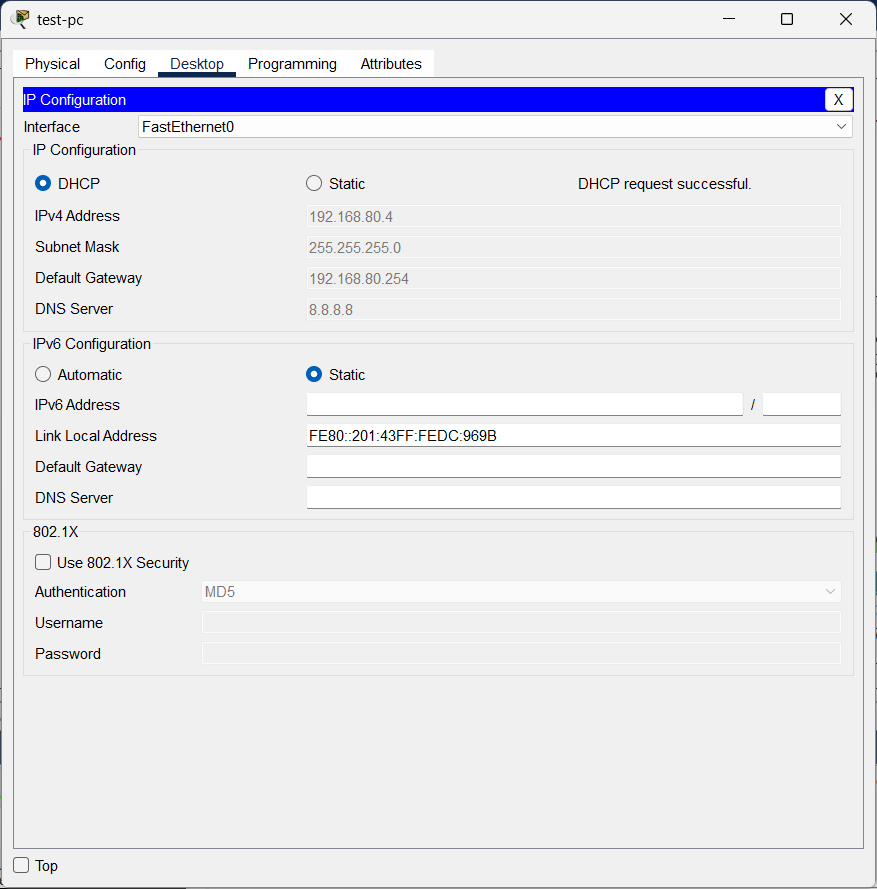 test-pc
Physical Config Desktop Programming Attributes
IP Configuration X
Interface FastEthernet0
IP Configuration
DHCP Static DHCP request successful.
IPv4 Address 192.168.80.4
Subnet Mask 255.255.255.0
Default Gateway 192.168.80.254
DNS Server 8.8.8.8
IPv6 Configuration
Automatic Static
IPv6 Address /
Link Local Address FE80::201:43FF:FEDC:969B
Default Gateway
DNS Server
802.1X
Use 802.1X Security
Authentication MD5
Username
Password
Top